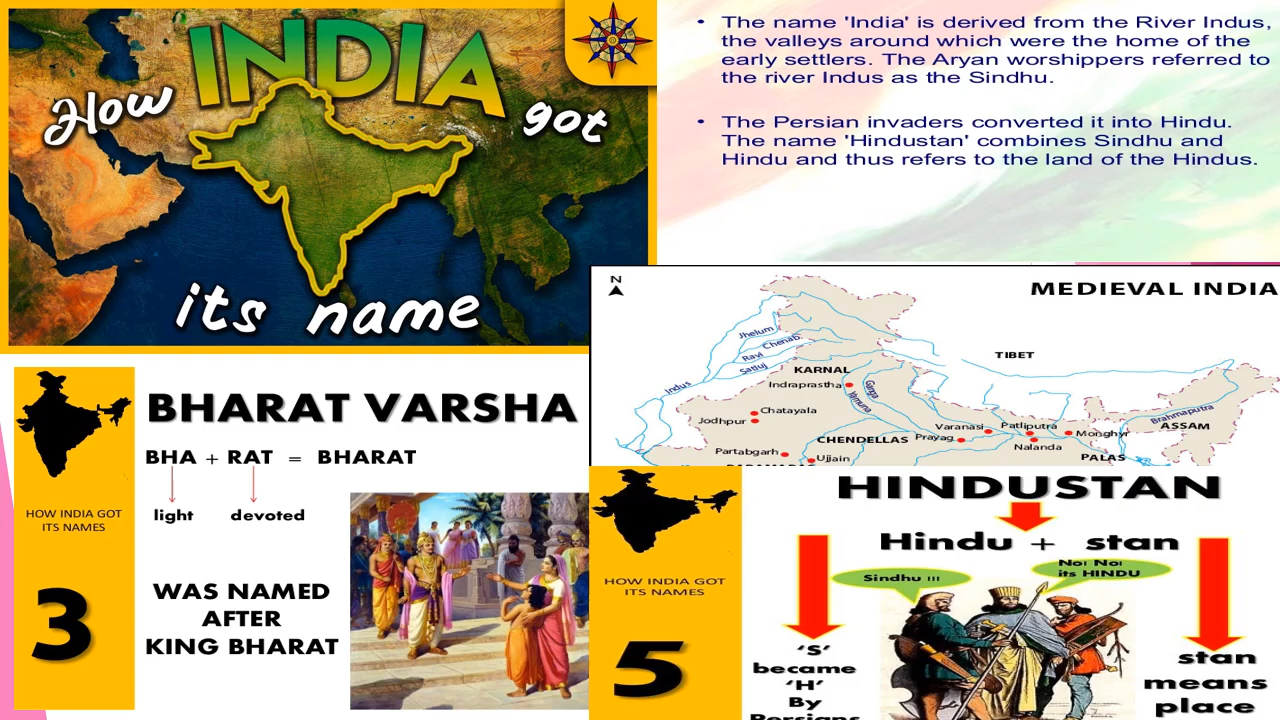 How INDIA got
its name
• The name 'India' is derived from the River Indus,
the valleys around which were the home of the
early settlers. The Aryan worshippers referred to
the river Indus as the Sindhu.
• The Persian invaders converted it into Hindu.
The name 'Hindustan' combines Sindhu and
Hindu and thus refers to the land of the Hindus.
N
MEDIEVAL INDIA
Jhelum
Chenab
Ravi
Satluj
Indus
TIBET
KARNAL
Indraprastha
Ganga
Yamuna
Chatayala
Jodhpur
Brahmaputra
ASSAM
Varanasi
Patliputra
Monghyr
CHENDELLAS
Prayag
Nalanda
Partabgarh
Ujjain
PALAS
BHARAT VARSHA
BHA + RAT = BHARAT
light devoted
HOW INDIA GOT
ITS NAMES
3
WAS NAMED
AFTER
KING BHARAT
HINDUSTAN
Hindu + stan
Sindhu !!!
No! No!
its HINDU
HOW INDIA GOT
ITS NAMES
5
'S'
became
'H'
By
Persians
stan
means
place